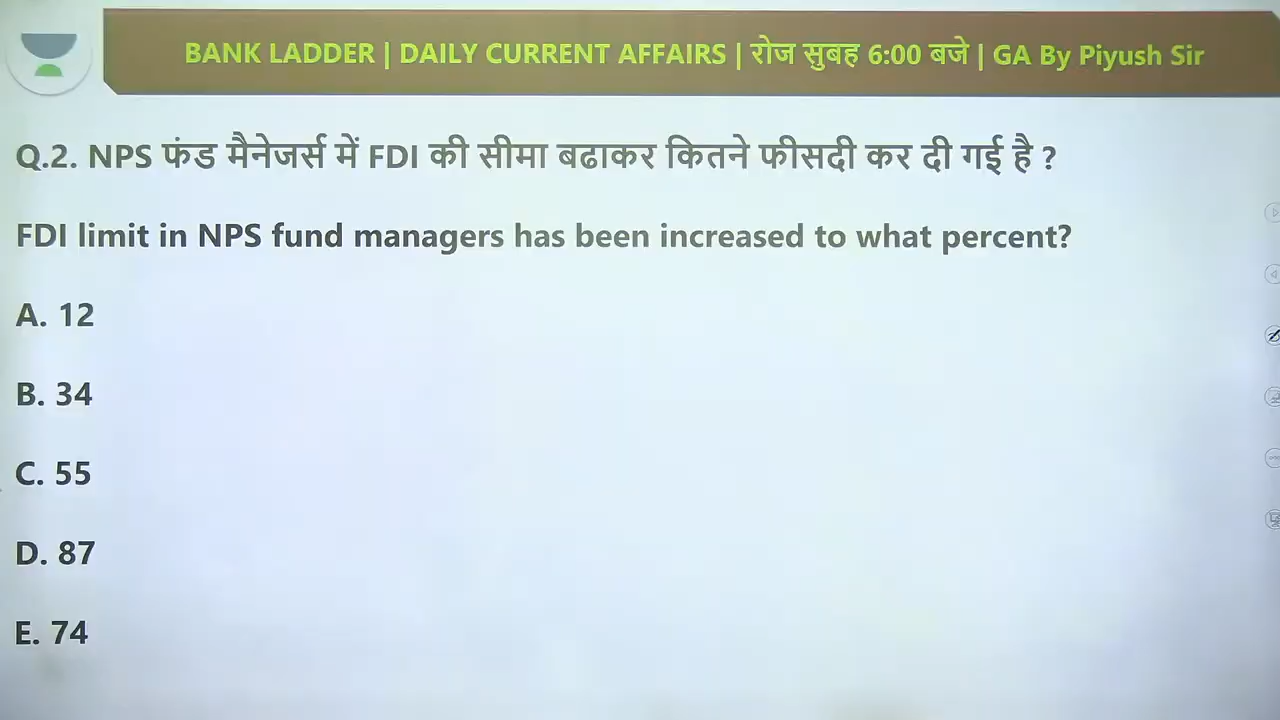 BANK LADDER | DAILY CURRENT AFFAIRS | रोज सुबह 6:00 बजे | GA By Piyush Sir
Q.2. NPS फंड मैनेजर्स में FDI की सीमा बढाकर कितने फीसदी कर दी गई है ?
FDI limit in NPS fund managers has been increased to what percent?
A. 12
B. 34
C. 55
D. 87
E. 74